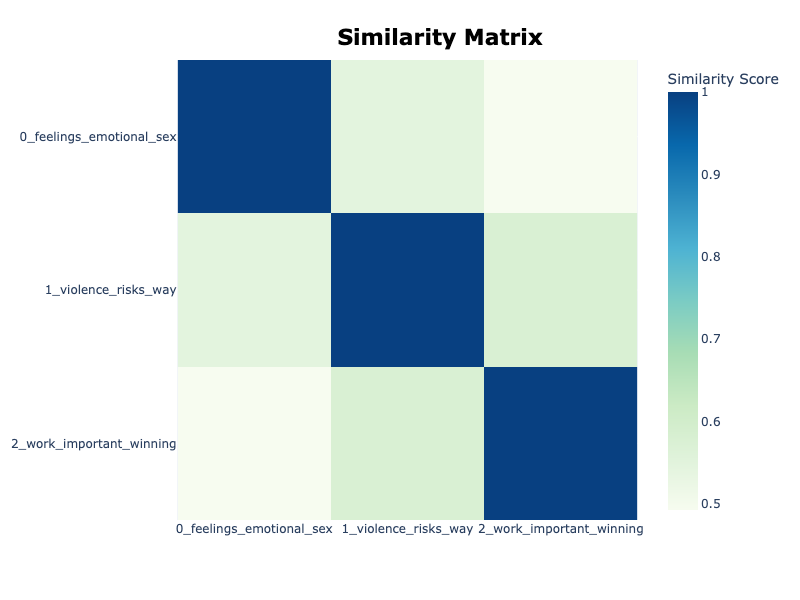 Similarity Matrix
Similarity Score
1
0.9
0.8
0.7
0.6
0.5
0_feelings_emotional_sex
1_violence_risks_way
2_work_important_winning
0_feelings_emotional_sex 1_violence_risks_way 2_work_important_winning